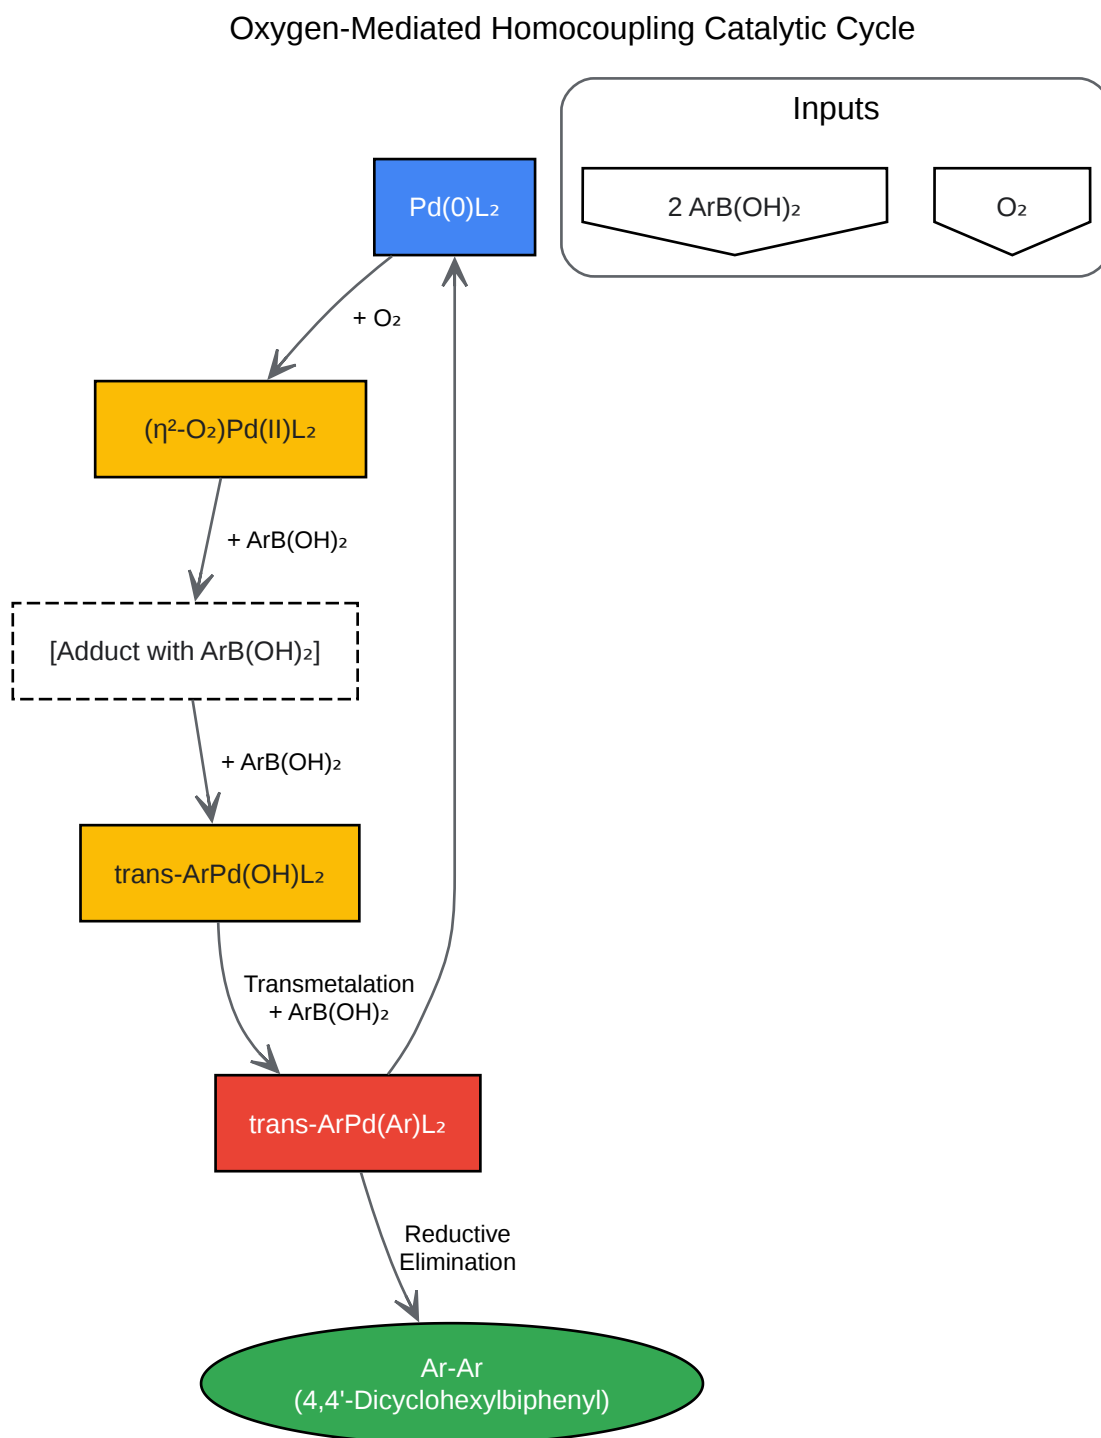 Oxygen-Mediated Homocoupling Catalytic Cycle
Inputs
2 ArB(OH)₂
O₂
Pd(0)L₂
+ O₂
(η²-O₂)Pd(II)L₂
+ ArB(OH)₂
[Adduct with ArB(OH)₂]
+ ArB(OH)₂
trans-ArPd(OH)L₂
Transmetalation
+ ArB(OH)₂
trans-ArPd(Ar)L₂
Reductive
Elimination
Ar-Ar
(4,4'-Dicyclohexylbiphenyl)